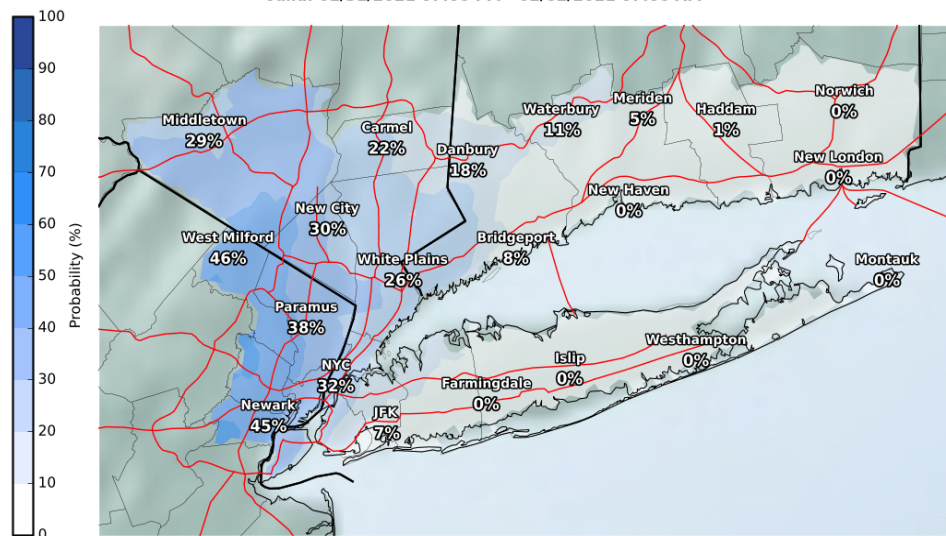 100
90
80
70
60
50
40
30
20
10
0
Probability (%)
Middletown
29%
Carmel
22%
Danbury
18%
Waterbury
11%
Meriden
5%
Haddam
1%
Norwich
0%
New London
0%
New Haven
0%
New City
30%
West Milford
46%
White Plains
26%
Bridgeport
8%
Montauk
0%
Paramus
38%
NYC
32%
Islip
0%
Westhampton
0%
Farmingdale
0%
Newark
45%
JFK
7%